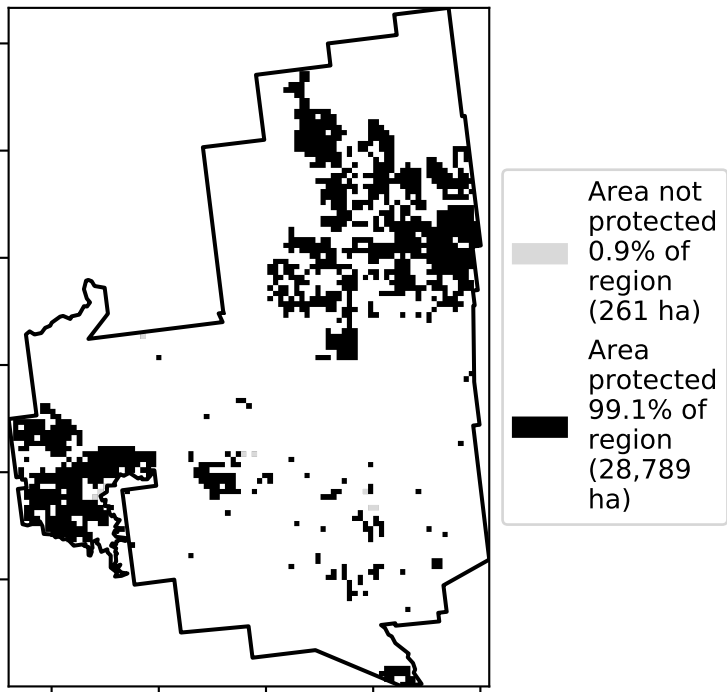 Area not
protected
0.9% of
region
(261 ha)
Area
protected
99.1% of
region
(28,789
ha)